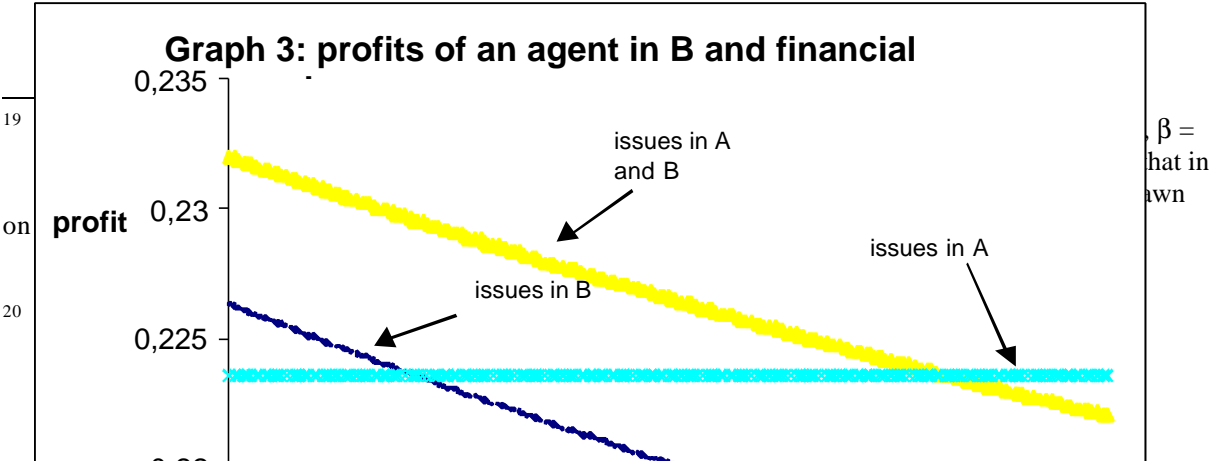 Graph 3: profits of an agent in B and financial
0,235
19
issues in A
and B
, β =
that in
awn
profit
0,23
on
issues in A
issues in B
20
0,225